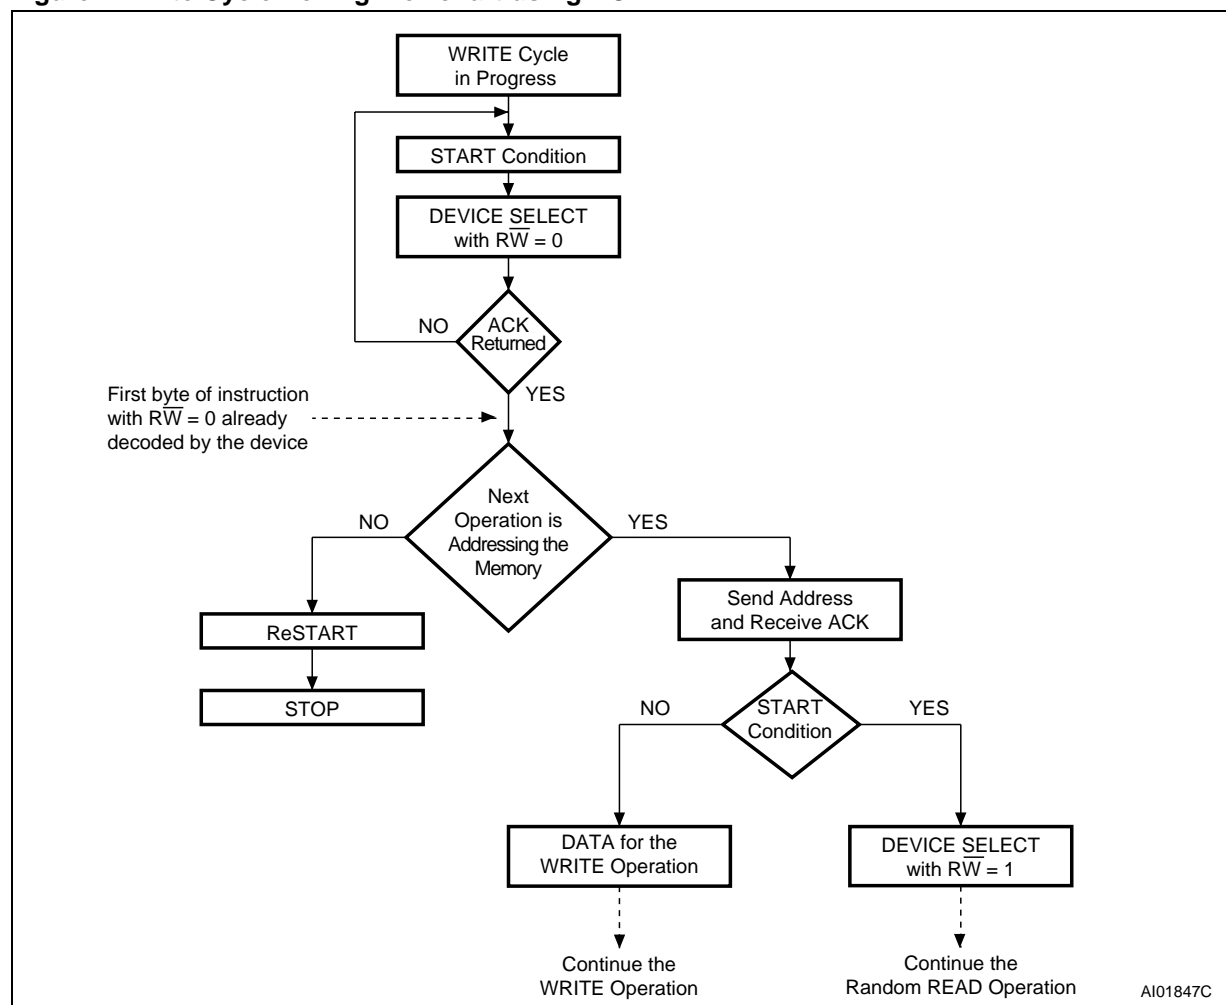 WRITE Cycle
in Progress
START Condition
DEVICE SELECT
with RW̅ = 0
NO
ACK
Returned
YES
First byte of instruction
with RW̅ = 0 already
decoded by the device
Next
Operation is
Addressing the
Memory
NO
YES
Send Address
and Receive ACK
ReSTART
STOP
NO
START
Condition
YES
DATA for the
WRITE Operation
DEVICE SELECT
with RW̅ = 1
Continue the
WRITE Operation
Continue the
Random READ Operation
AI01847C